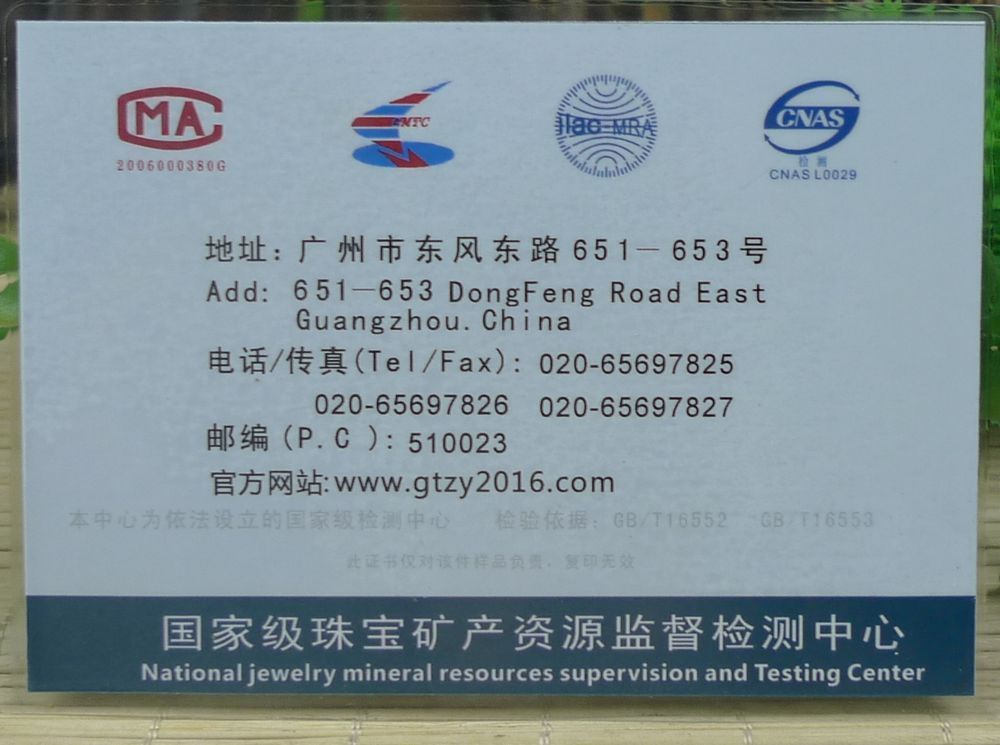 CMA
2006000380G
GMTC
ilac-MRA
CNAS
检 测
CNAS L0029
地址：广州市东风东路651－653号
Add: 651－653 DongFeng Road East
Guangzhou. China
电话/传真(Tel/Fax)：020-65697825
020-65697826 020-65697827
邮编(P.C )：510023
官方网站:www.gtzy2016.com
本中心为依法设立的国家级检测中心 检验依据：GB/T16552 GB/T16553
此证书仅对该件样品负责，复印无效
国家级珠宝矿产资源监督检测中心
National jewelry mineral resources supervision and Testing Center